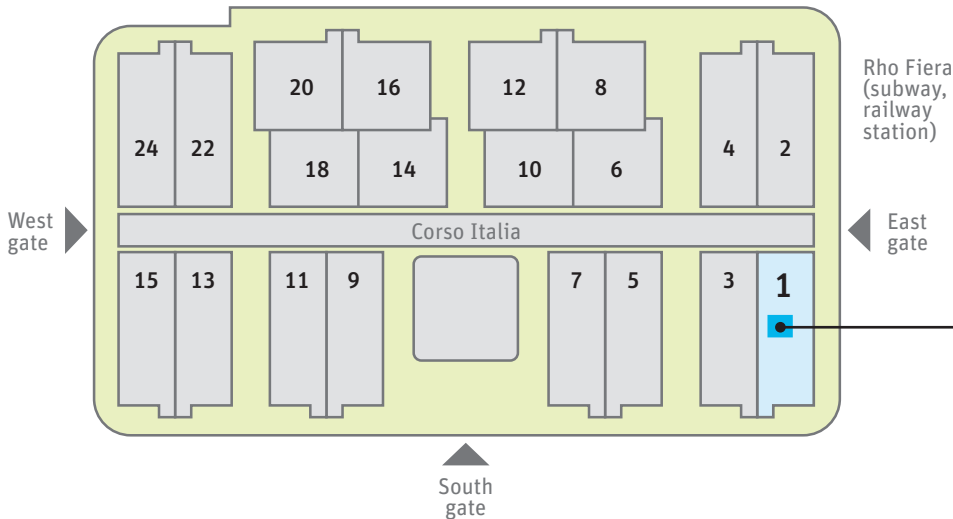 20
16
12
8
Rho Fiera
(subway,
railway
station)
24
22
18
14
10
6
4
2
West
gate
Corso Italia
East
gate
15
13
11
9
7
5
3
1
South
gate